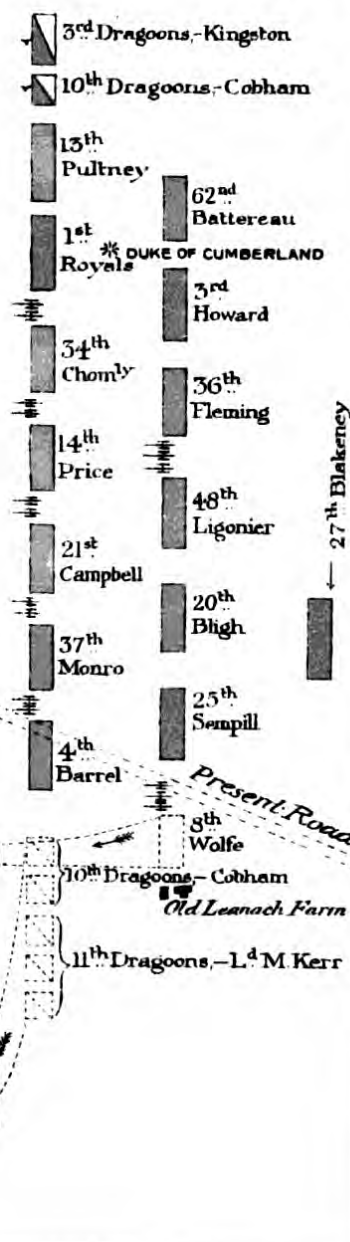 3rd Dragoons,-Kingston
10th Dragoons,-Cobham
13th
Pultney
62nd
Battereau
1st
Royals
DUKE OF CUMBERLAND
3rd
Howard
34th
Chomly
36th
Fleming
14th
Price
48th
Ligonier
27th Blakeney
21st
Campbell
20th
Bligh
37th
Monro
25th
Sempill
4th
Barrel
Present Road
8th
Wolfe
10th Dragoons,-Cobham
Old Leanach Farm
11th Dragoons,-Ld M. Kerr